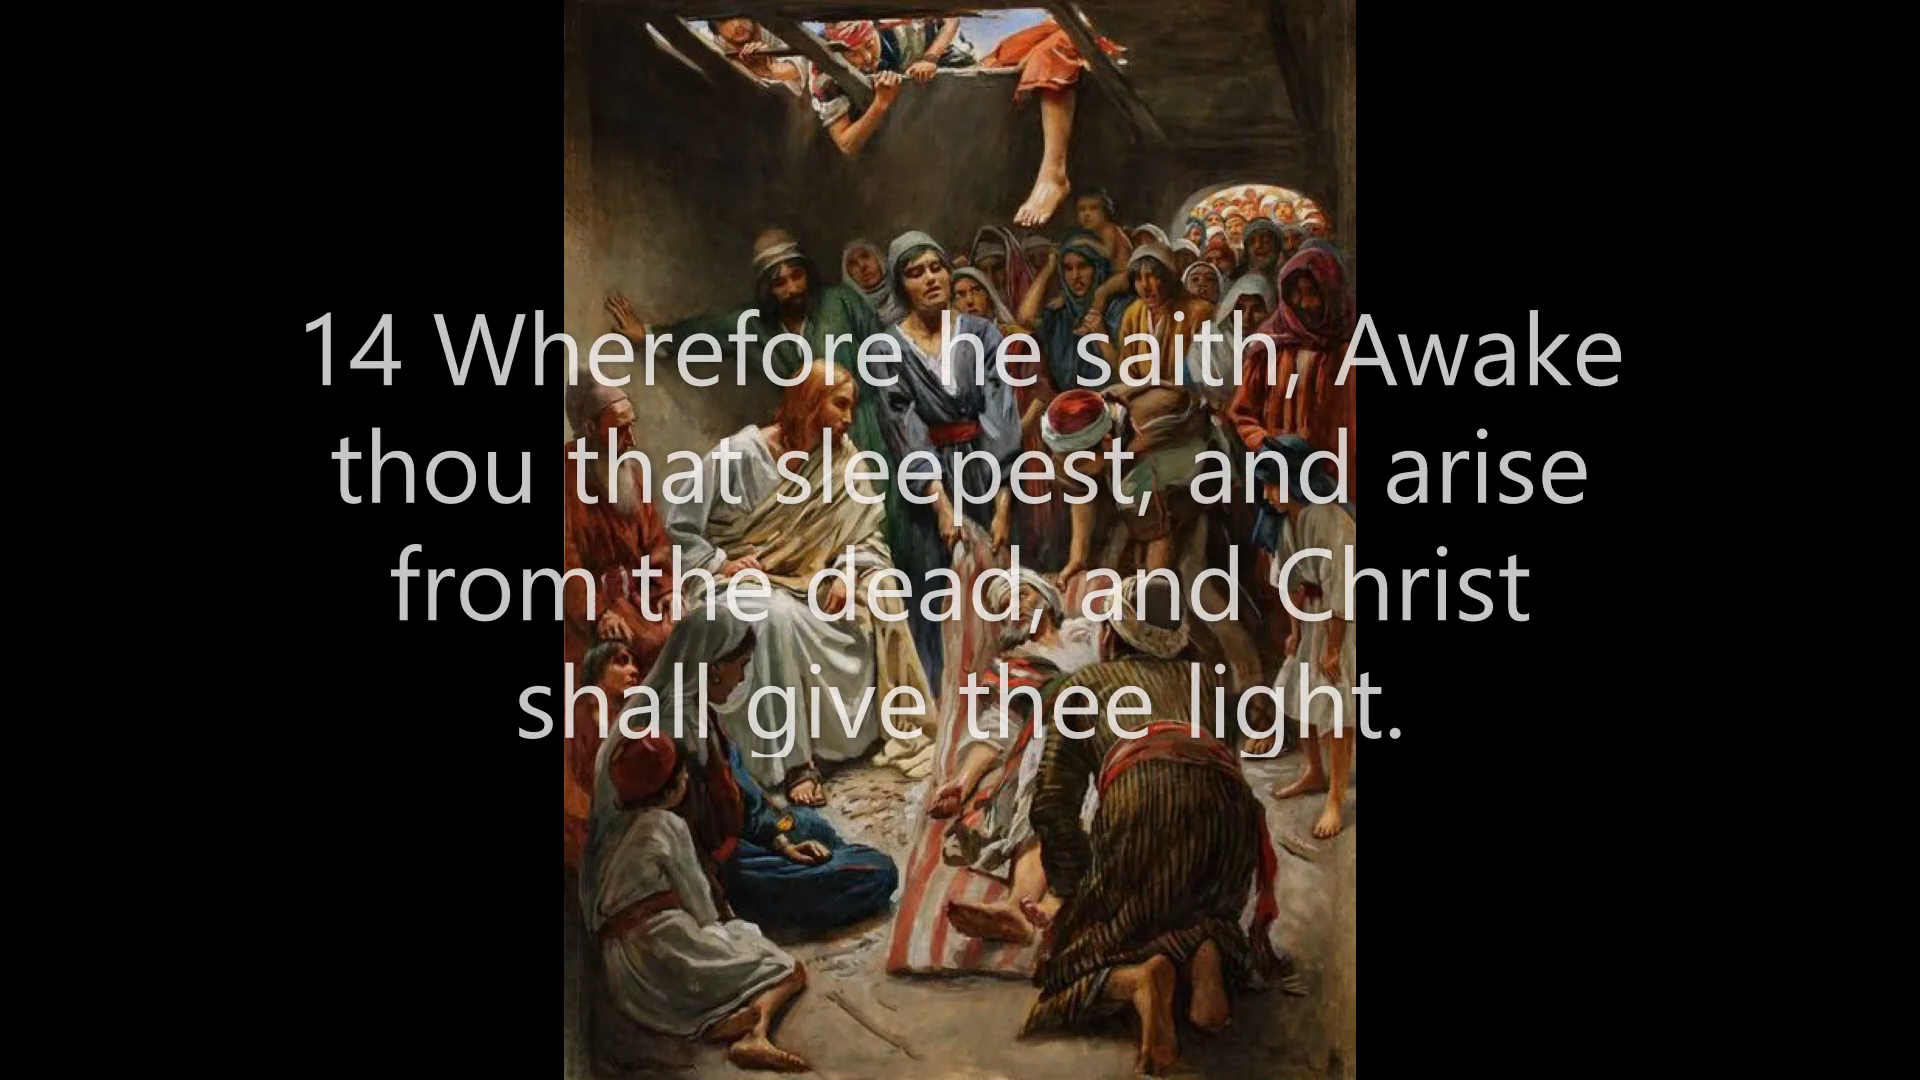 14 Wherefore he saith, Awake
thou that sleepest, and arise
from the dead, and Christ
shall give thee light.